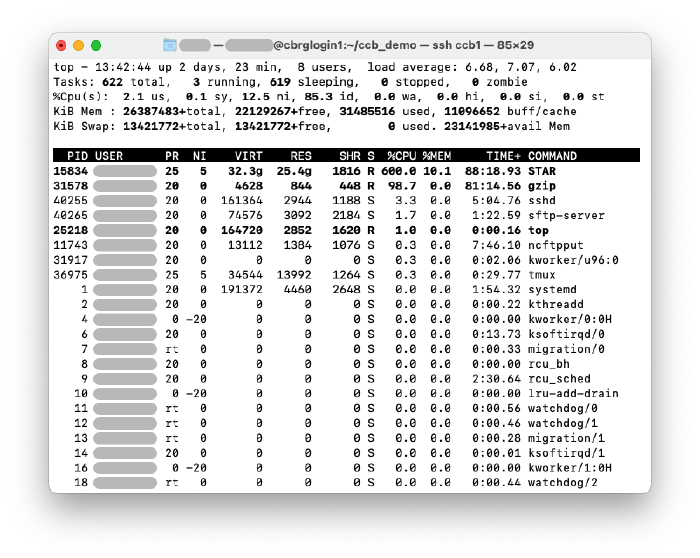 — @cbrglogin1:~/ccb_demo — ssh ccb1 — 85×29
top - 13:42:44 up 2 days, 23 min,  8 users,  load average: 6.68, 7.07, 6.02
Tasks: 622 total,   3 running, 619 sleeping,   0 stopped,   0 zombie
%Cpu(s):  2.1 us,  0.1 sy, 12.5 ni, 85.3 id,  0.0 wa,  0.0 hi,  0.0 si,  0.0 st
KiB Mem : 26387483+total, 22129267+free, 31485516 used, 11096652 buff/cache
KiB Swap: 13421772+total, 13421772+free,        0 used. 23141985+avail Mem
PID USER PR NI VIRT RES SHR S %CPU %MEM TIME+ COMMAND
15834 25 5 32.3g 25.4g 1816 R 600.0 10.1 88:18.93 STAR
31578 20 0 4628 844 448 R 98.7 0.0 81:14.56 gzip
40255 20 0 161364 2944 1188 S 3.3 0.0 5:04.76 sshd
40265 20 0 74576 3092 2184 S 1.7 0.0 1:22.59 sftp-server
25218 20 0 164720 2852 1620 R 1.0 0.0 0:00.16 top
11743 20 0 13112 1384 1076 S 0.3 0.0 7:46.10 ncftpput
31917 20 0 0 0 0 S 0.3 0.0 0:02.06 kworker/u96:0
36975 25 5 34544 13992 1264 S 0.3 0.0 0:29.77 tmux
1 20 0 191372 4460 2648 S 0.0 0.0 1:54.32 systemd
2 20 0 0 0 0 S 0.0 0.0 0:00.22 kthreadd
4 0 -20 0 0 0 S 0.0 0.0 0:00.00 kworker/0:0H
6 20 0 0 0 0 S 0.0 0.0 0:13.73 ksoftirqd/0
7 rt 0 0 0 0 S 0.0 0.0 0:00.33 migration/0
8 20 0 0 0 0 S 0.0 0.0 0:00.00 rcu_bh
9 20 0 0 0 0 S 0.0 0.0 2:30.64 rcu_sched
10 0 -20 0 0 0 S 0.0 0.0 0:00.00 lru-add-drain
11 rt 0 0 0 0 S 0.0 0.0 0:00.56 watchdog/0
12 rt 0 0 0 0 S 0.0 0.0 0:00.46 watchdog/1
13 rt 0 0 0 0 S 0.0 0.0 0:00.28 migration/1
14 20 0 0 0 0 S 0.0 0.0 0:00.01 ksoftirqd/1
16 0 -20 0 0 0 S 0.0 0.0 0:00.00 kworker/1:0H
18 rt 0 0 0 0 S 0.0 0.0 0:00.44 watchdog/2